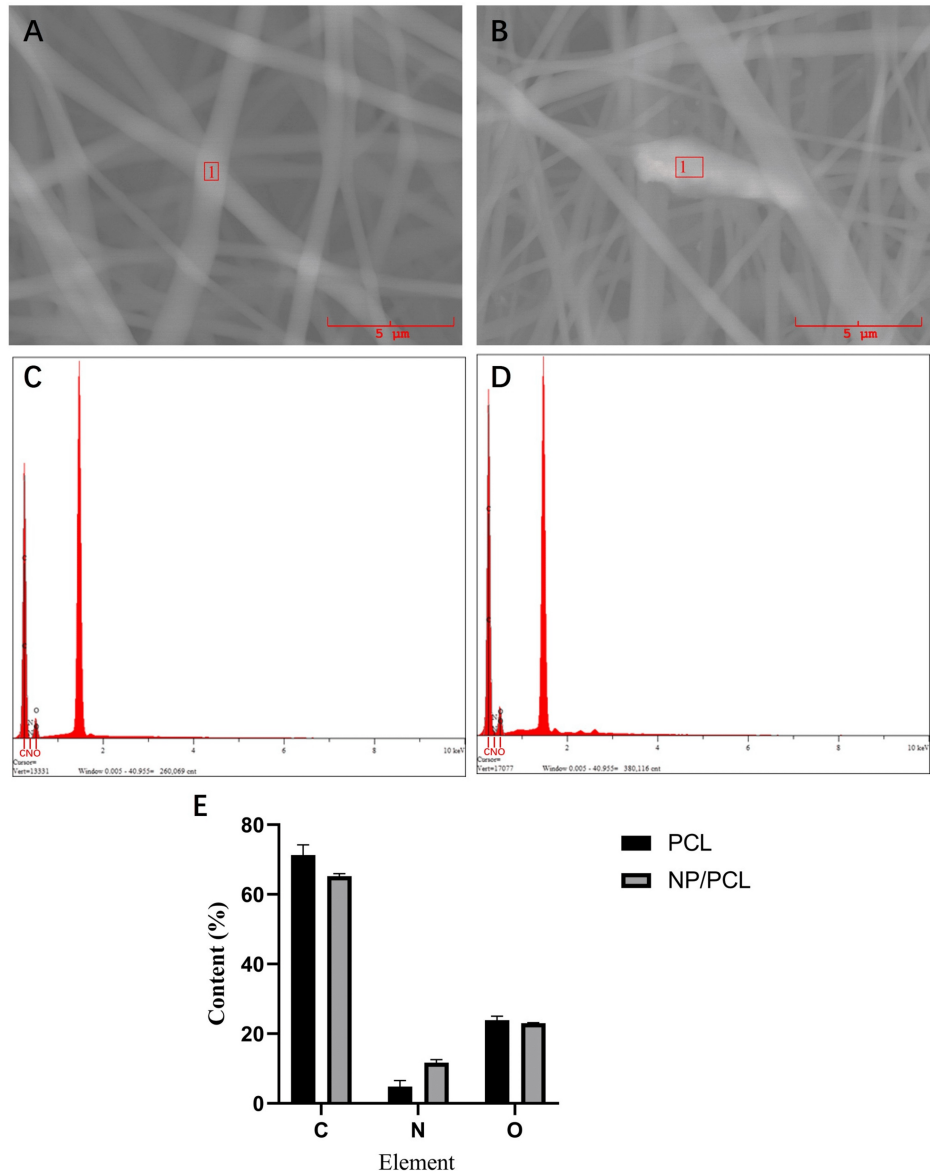 A
1
5 µm
B
1
5 µm
C
C
C
N
N
O
CNO
2
4
6
8
10 keV
Cursor=
Vert=13331 Window 0.005 - 40.955= 260,069 cnt
D
C
C
N
O
CNO
2
4
6
8
10 keV
Cursor=
Vert=17077 Window 0.005 - 40.955= 380,116 cnt
E
80
60
40
20
0
Content (%)
C N O
Element
PCL
NP/PCL